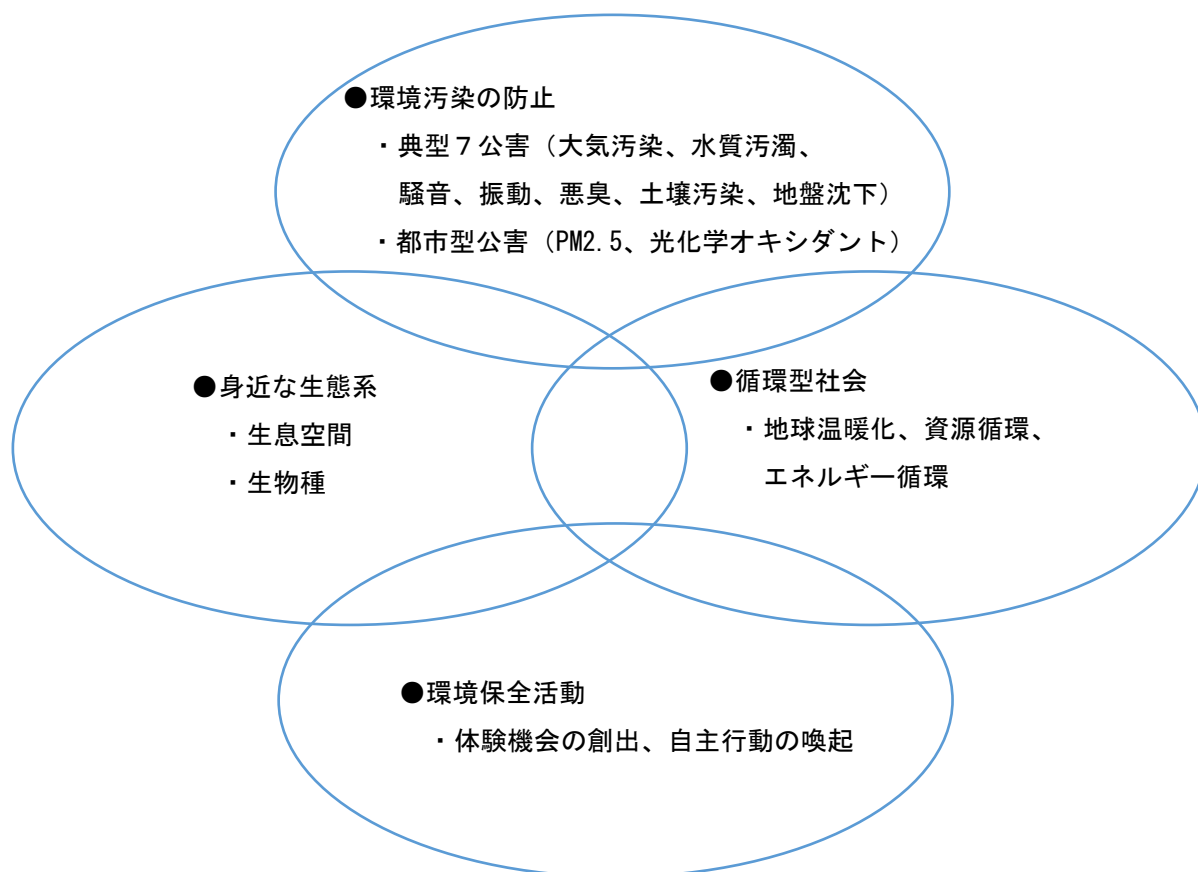 ●環境汚染の防止
・典型７公害（大気汚染、水質汚濁、
騒音、振動、悪臭、土壌汚染、地盤沈下）
・都市型公害（PM2.5、光化学オキシダント）
●身近な生態系
・生息空間
・生物種
●循環型社会
・地球温暖化、資源循環、
エネルギー循環
●環境保全活動
・体験機会の創出、自主行動の喚起